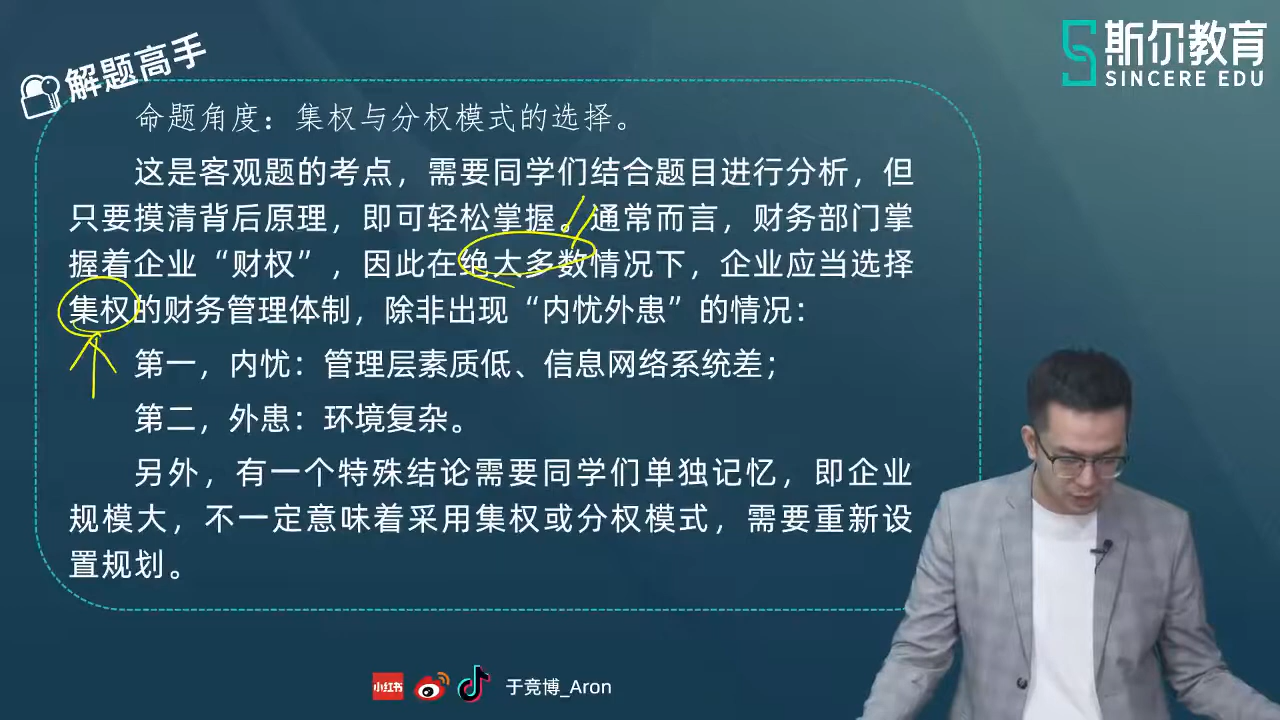 解题高手
斯尔教育
SINCERE EDU
命题角度：集权与分权模式的选择。
这是客观题的考点，需要同学们结合题目进行分析，但
只要摸清背后原理，即可轻松掌握。通常而言，财务部门掌
握着企业“财权”，因此在绝大多数情况下，企业应当选择
集权的财务管理体制，除非出现“内忧外患”的情况：
第一，内忧：管理层素质低、信息网络系统差；
第二，外患：环境复杂。
另外，有一个特殊结论需要同学们单独记忆，即企业
规模大，不一定意味着采用集权或分权模式，需要重新设
置规划。
小红书
于竞博_Aron